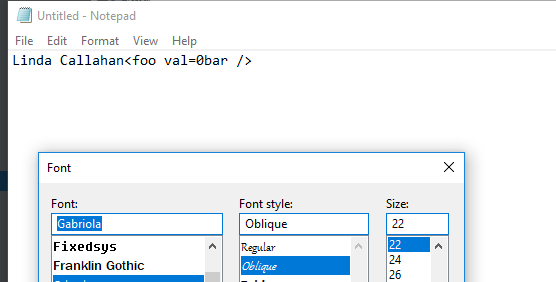 Untitled - Notepad
File Edit Format View Help
Linda Callahan<foo val=0bar />
Font
Font: Font style: Size:
Gabriola Oblique 22
Fixedsys Regular 22
Franklin Gothic Oblique 24
26